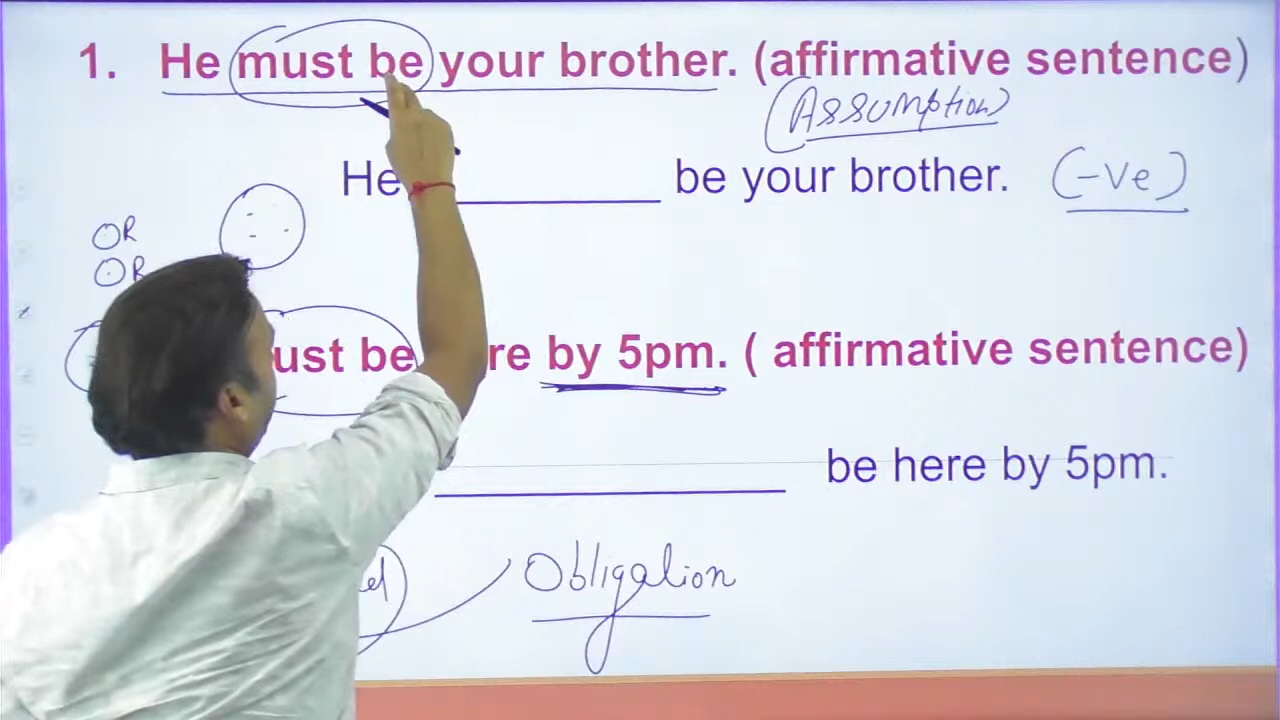 1. He must be your brother. (affirmative sentence)
(Assumption)
He ________ be your brother. (-ve)
OR
OR
ust be re by 5pm. ( affirmative sentence)
________ be here by 5pm.
Obligation